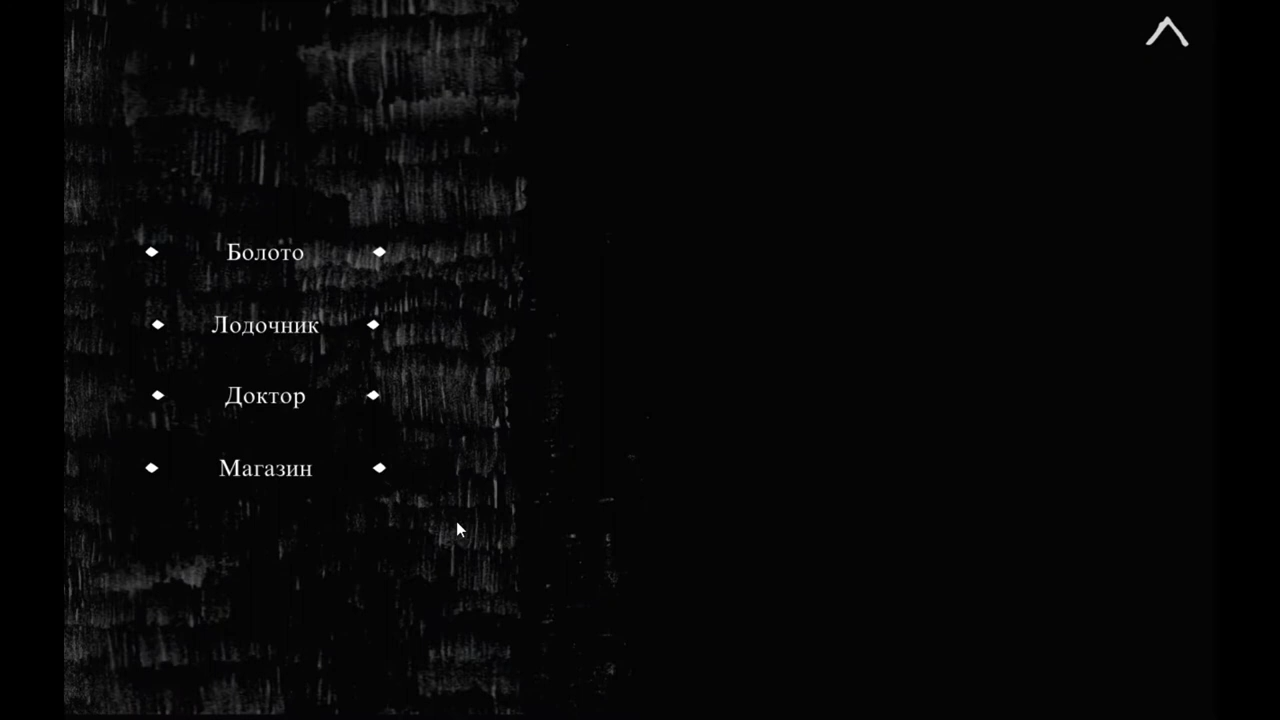 Болото
Лодочник
Доктор
Магазин